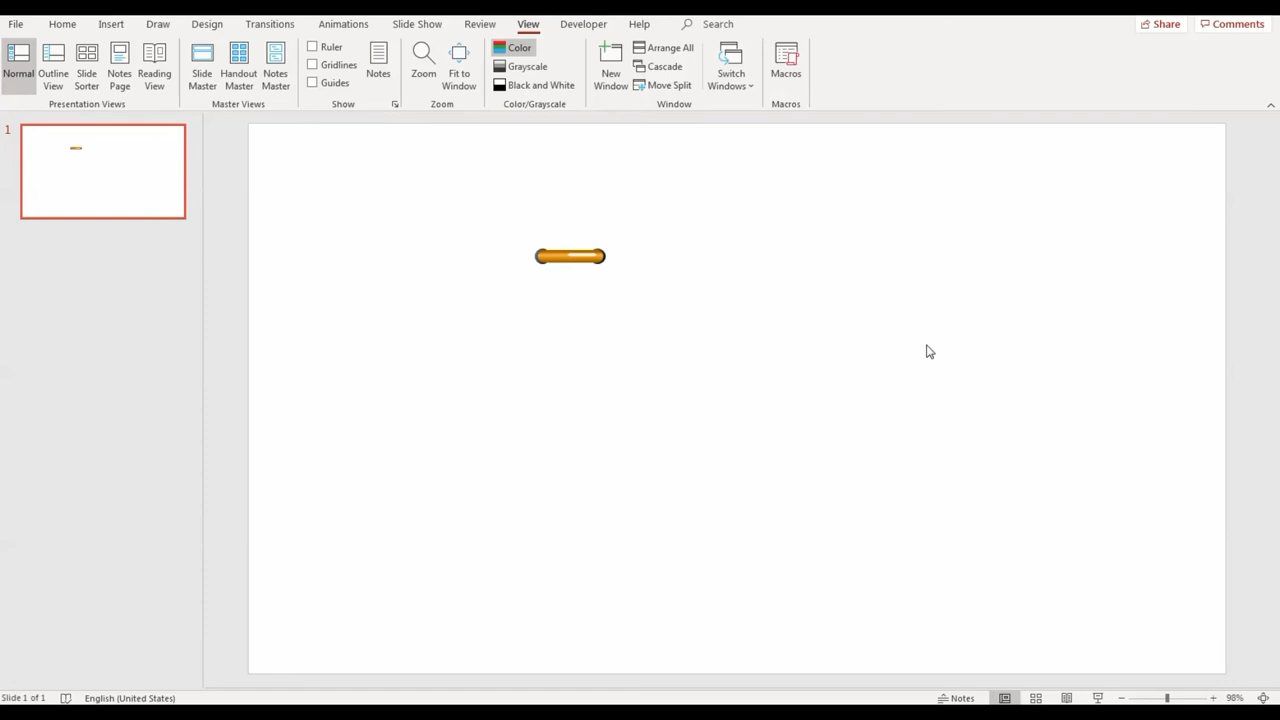 File Home Insert Draw Design Transitions Animations Slide Show Review View Developer Help Search Share Comments
Normal Outline View Slide Sorter Notes Page Reading View
Presentation Views
Slide Master Handout Master Notes Master
Master Views
Ruler
Gridlines
Guides
Notes
Show
Zoom Fit to Window
Zoom
Color
Grayscale
Black and White
Color/Grayscale
New Window
Arrange All
Cascade
Move Split
Switch Windows
Window
Macros
Macros
1
Slide 1 of 1 English (United States) Notes 98%